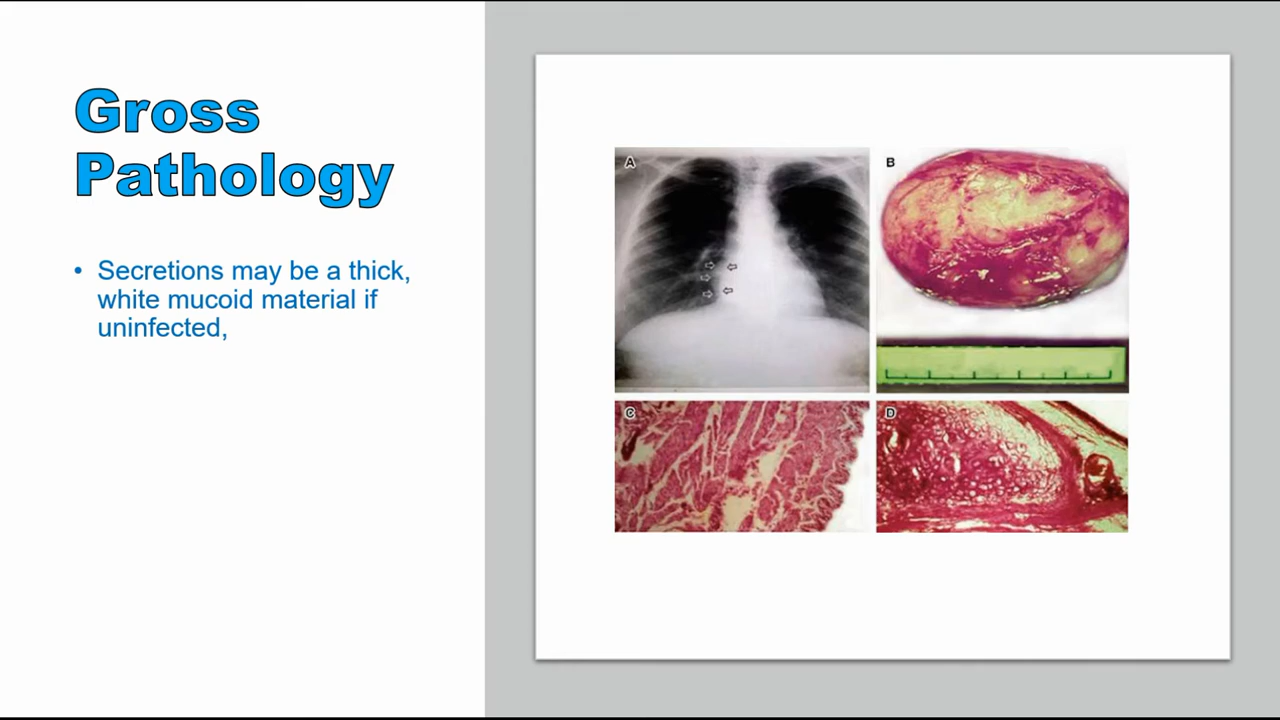 Gross
Pathology
• Secretions may be a thick,
white mucoid material if
uninfected,
A
B
C
D